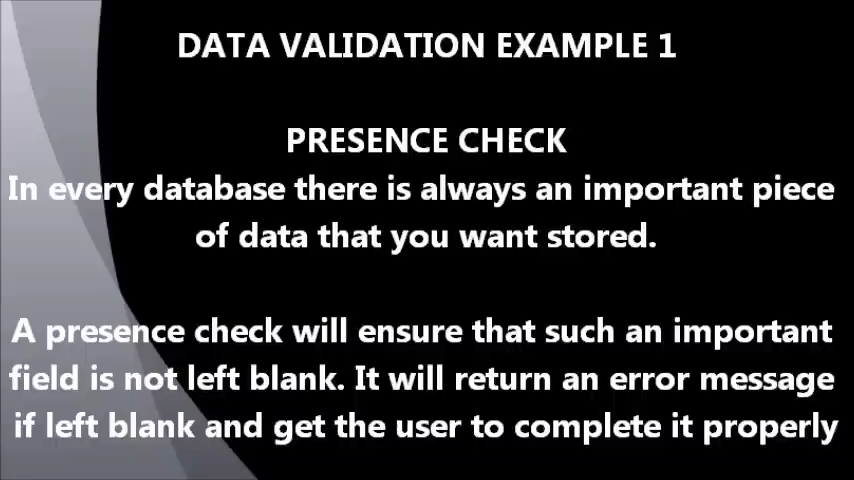 DATA VALIDATION EXAMPLE 1
PRESENCE CHECK
In every database there is always an important piece
of data that you want stored.
A presence check will ensure that such an important
field is not left blank. It will return an error message
if left blank and get the user to complete it properly